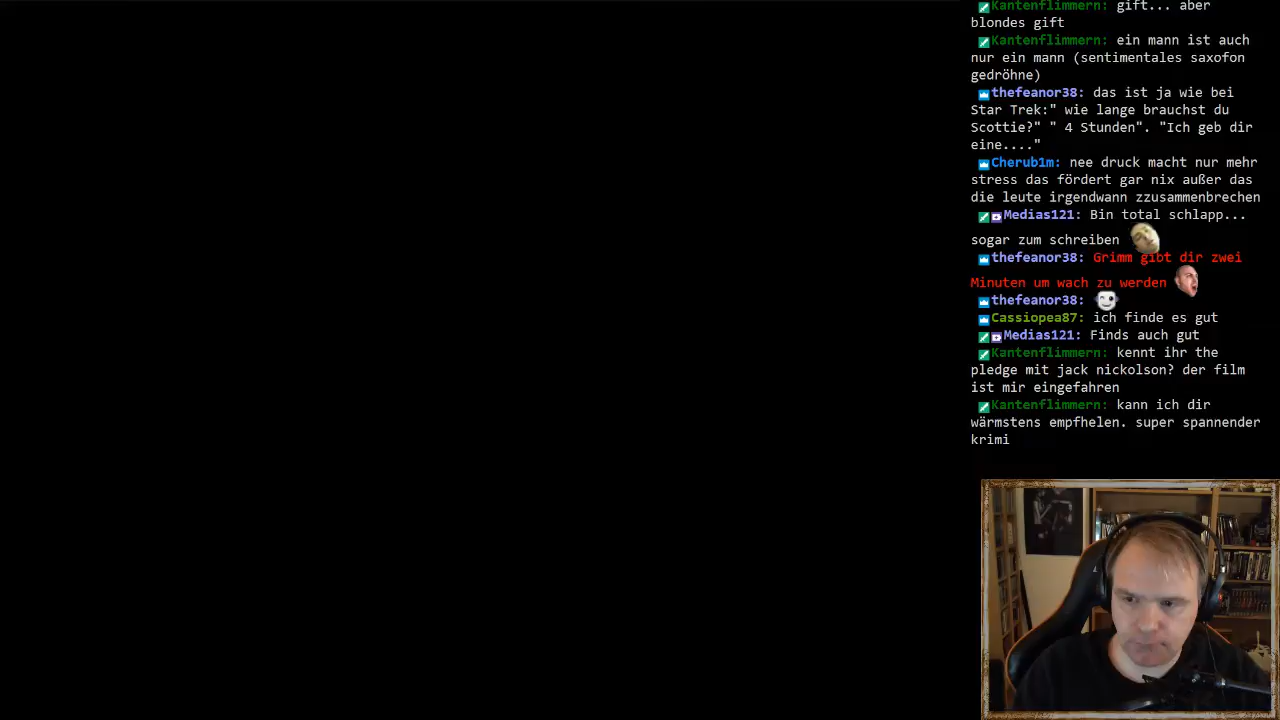 Kantenflimmern: gift... aber
blondes gift
Kantenflimmern: ein mann ist auch
nur ein mann (sentimentales saxofon
gedröhne)
thefeanor38: das ist ja wie bei
Star Trek:" wie lange brauchst du
Scottie?" " 4 Stunden". "Ich geb dir
eine...."
Cherub1m: nee druck macht nur mehr
stress das fördert gar nix außer das
die leute irgendwann zzusammenbrechen
Medias121: Bin total schlapp...
sogar zum schreiben
thefeanor38: Grimm gibt dir zwei
Minuten um wach zu werden
thefeanor38:
Cassiopea87: ich finde es gut
Medias121: Finds auch gut
Kantenflimmern: kennt ihr the
pledge mit jack nickolson? der film
ist mir eingefahren
Kantenflimmern: kann ich dir
wärmstens empfhelen. super spannender
krimi